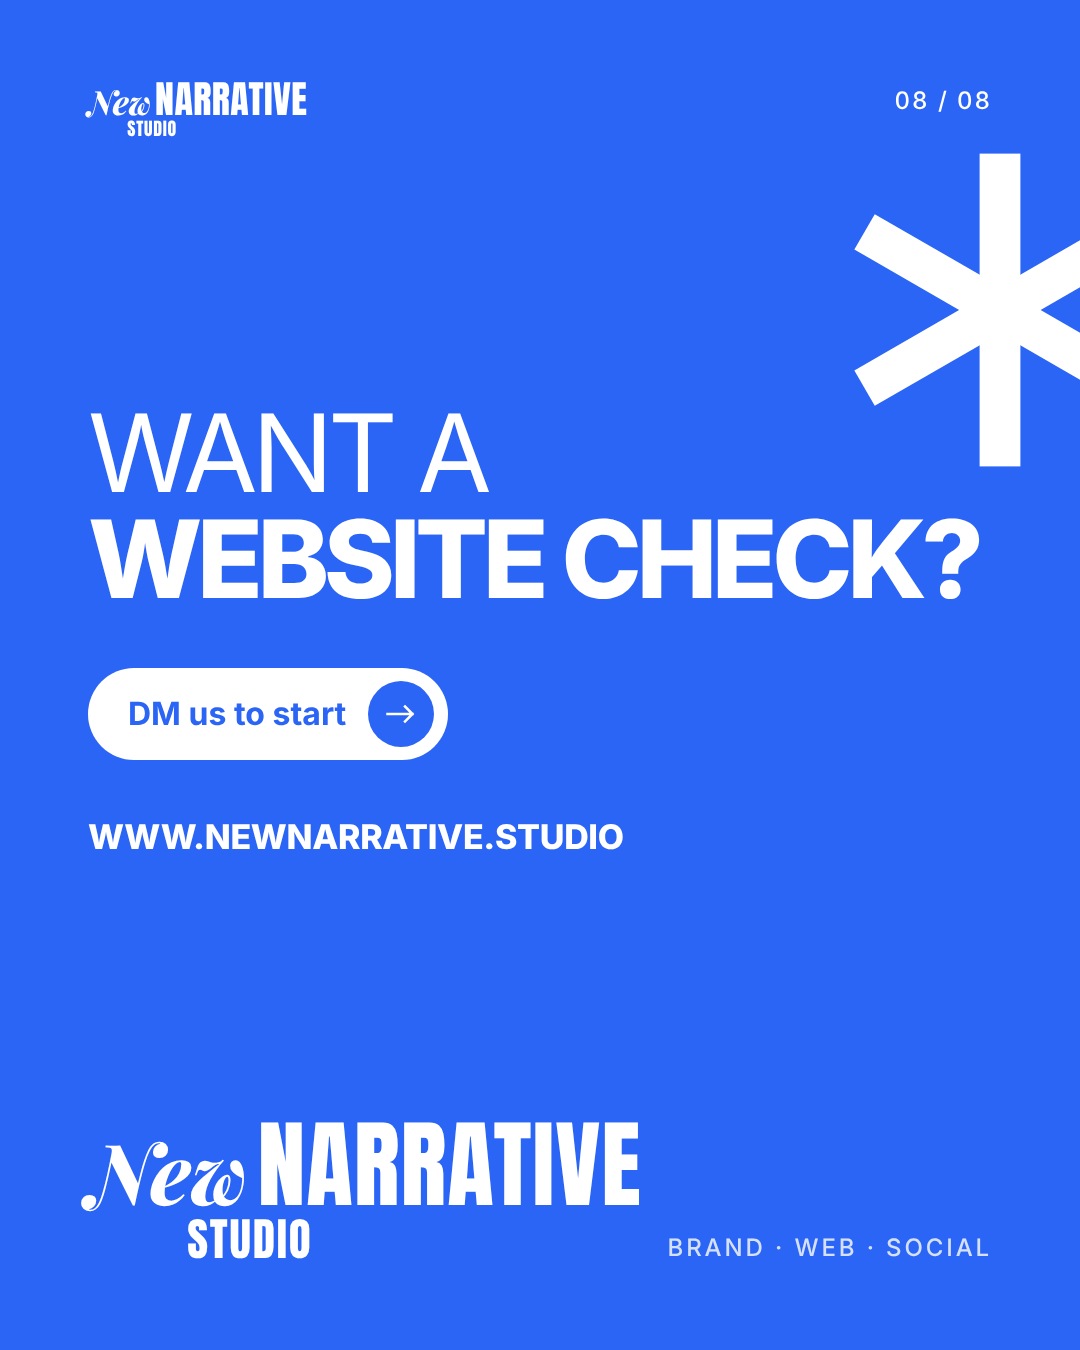 New NARRATIVE
STUDIO
08 / 08
WANT A
WEBSITE CHECK?
DM us to start →
WWW.NEWNARRATIVE.STUDIO
New NARRATIVE
STUDIO
BRAND · WEB · SOCIAL